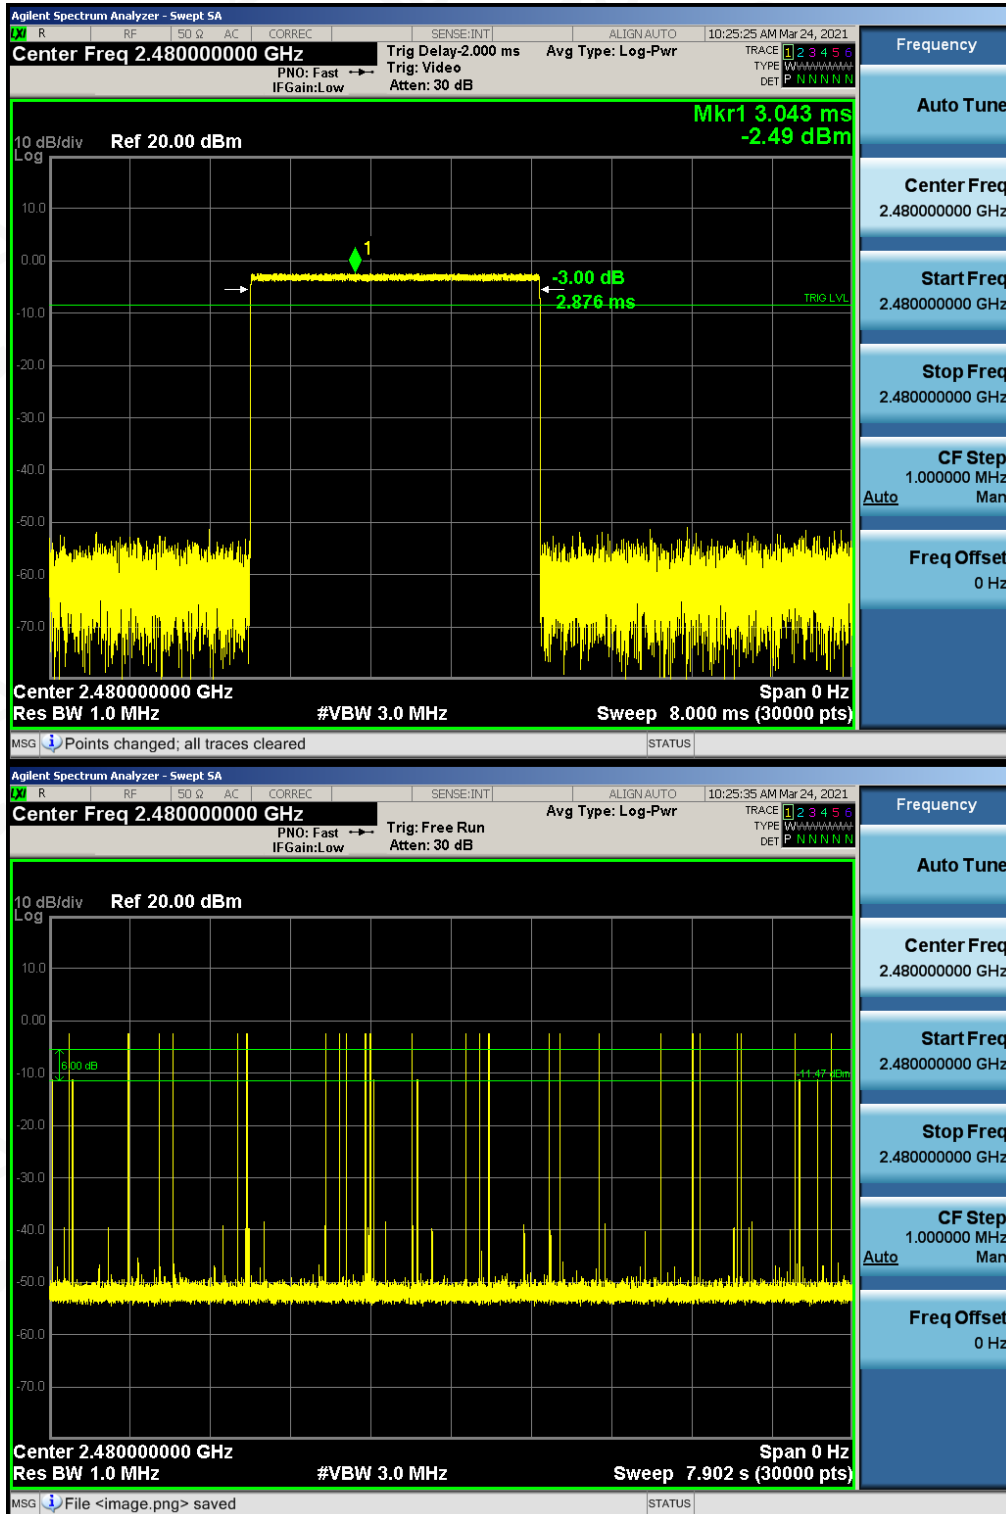 Agilent Spectrum Analyzer - Swept SA
LXI R RF 50 Ω AC CORREC SENSE:INT ALIGN AUTO 10:25:25 AM Mar 24, 2021
Center Freq 2.480000000 GHz Trig Delay-2.000 ms Avg Type: Log-Pwr TRACE 1 2 3 4 5 6
PNO: Fast Trig: Video TYPE WWWWWW
IFGain:Low Atten: 30 dB DET P N N N N N
Mkr1 3.043 ms
-2.49 dBm
10 dB/div Ref 20.00 dBm
Log
10.0
0.00
-10.0
-20.0
-30.0
-40.0
-50.0
-60.0
-70.0
1
-3.00 dB
2.876 ms
TRIG LVL
Center 2.480000000 GHz Span 0 Hz
Res BW 1.0 MHz #VBW 3.0 MHz Sweep 8.000 ms (30000 pts)
MSG Points changed; all traces cleared STATUS
Frequency
Auto Tune
Center Freq
2.480000000 GHz
Start Freq
2.480000000 GHz
Stop Freq
2.480000000 GHz
CF Step
1.000000 MHz
Auto Man
Freq Offset
0 Hz
Agilent Spectrum Analyzer - Swept SA
LXI R RF 50 Ω AC CORREC SENSE:INT ALIGN AUTO 10:25:35 AM Mar 24, 2021
Center Freq 2.480000000 GHz Avg Type: Log-Pwr TRACE 1 2 3 4 5 6
PNO: Fast Trig: Free Run TYPE WWWWWW
IFGain:Low Atten: 30 dB DET P N N N N N
10 dB/div Ref 20.00 dBm
Log
10.0
0.00
-10.0
-20.0
-30.0
-40.0
-50.0
-60.0
-70.0
6.00 dB
-11.47 dBm
Center 2.480000000 GHz Span 0 Hz
Res BW 1.0 MHz #VBW 3.0 MHz Sweep 7.902 s (30000 pts)
MSG File <image.png> saved STATUS
Frequency
Auto Tune
Center Freq
2.480000000 GHz
Start Freq
2.480000000 GHz
Stop Freq
2.480000000 GHz
CF Step
1.000000 MHz
Auto Man
Freq Offset
0 Hz